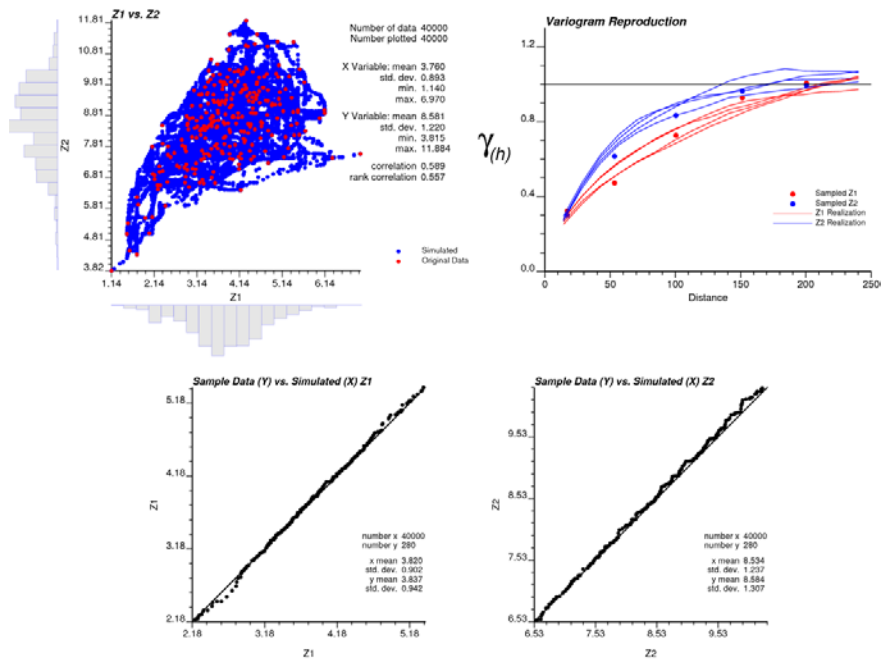 Z1 vs. Z2
11.81
10.81
9.81
8.81
7.81
6.81
5.81
4.81
3.82
Z2
1.14 2.14 3.14 4.14 5.14 6.14
Z1
Number of data 40000
Number plotted 40000
X Variable: mean 3.760
std. dev. 0.893
min. 1.140
max. 6.970
Y Variable: mean 8.581
std. dev. 1.220
min. 3.815
max. 11.884
correlation 0.589
rank correlation 0.557
Simulated
Original Data
Variogram Reproduction
1.2
0.8
0.4
0.0
γ(h)
0 50 100 150 200 250
Distance
Sampled Z1
Sampled Z2
Z1 Realization
Z2 Realization
Sample Data (Y) vs. Simulated (X) Z1
5.18
4.18
3.18
2.18
Z1
2.18 3.18 4.18 5.18
Z1
number x 40000
number y 280
x mean 3.820
std. dev. 0.902
y mean 3.837
std. dev. 0.942
Sample Data (Y) vs. Simulated (X) Z2
9.53
8.53
7.53
6.53
Z2
6.53 7.53 8.53 9.53
Z2
number x 40000
number y 280
x mean 8.534
std. dev. 1.237
y mean 8.584
std. dev. 1.307